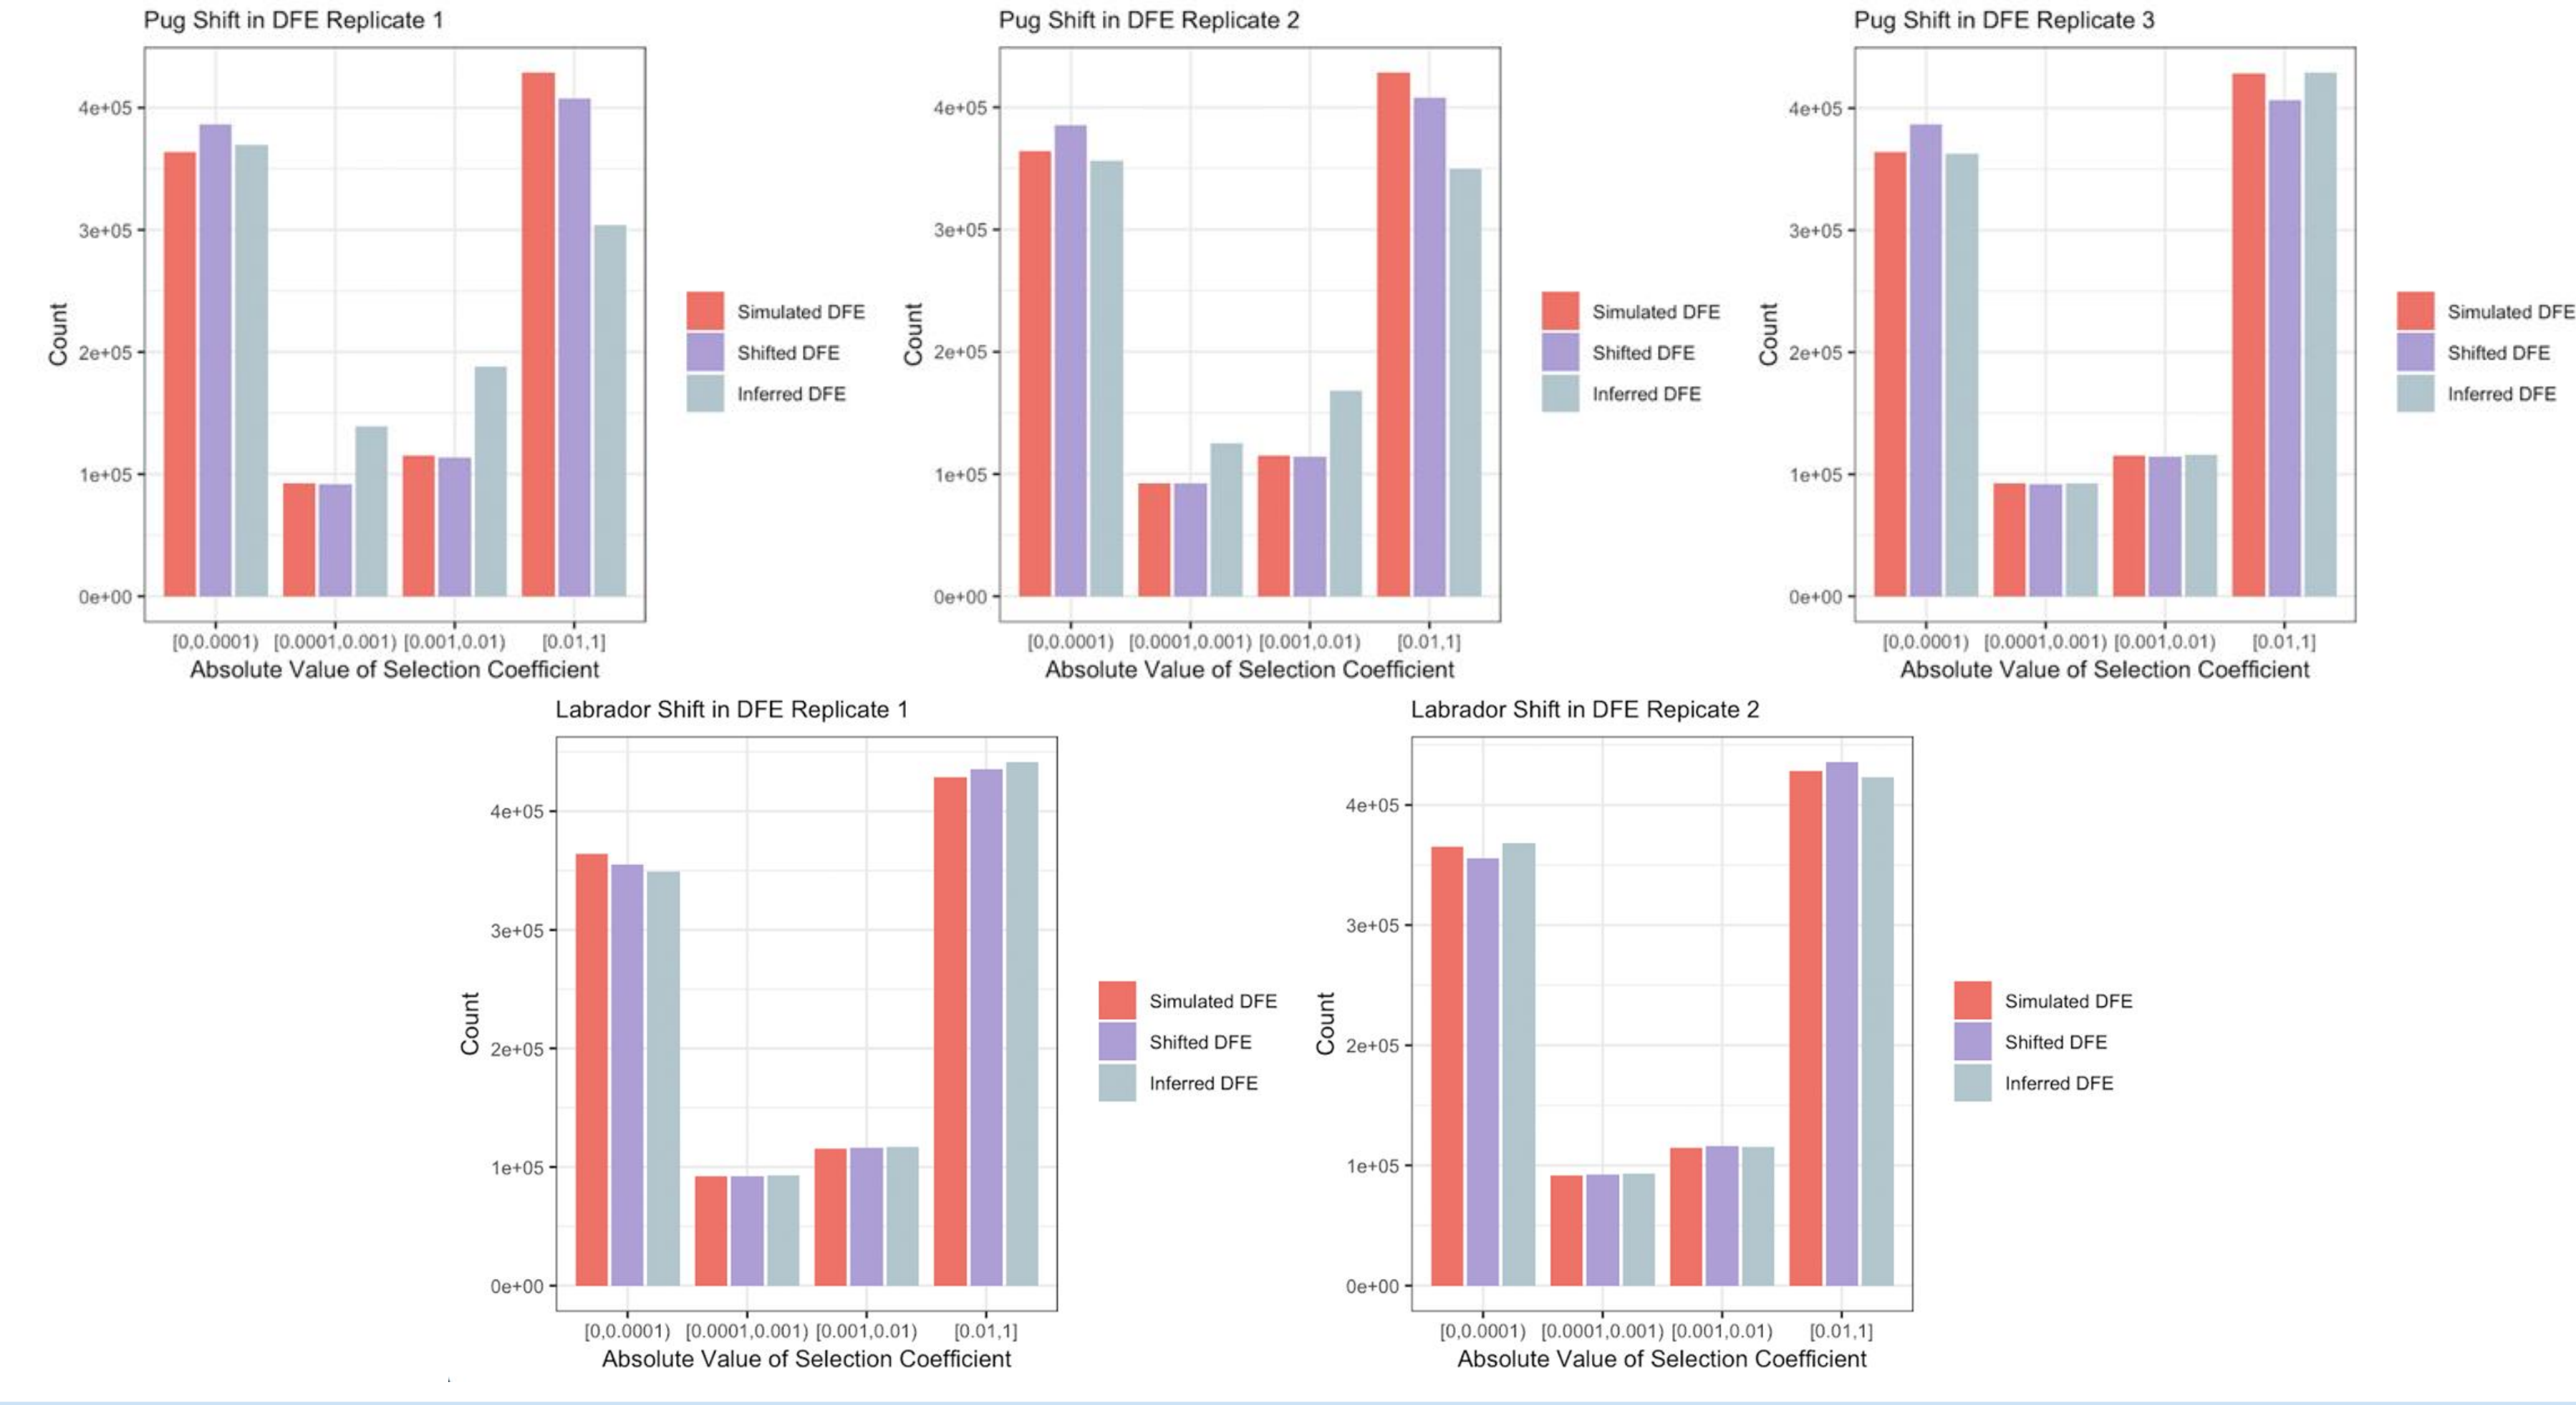 Pug Shift in DFE Replicate 1
Count
4e+05
3e+05
2e+05
1e+05
0e+00
[0,0.0001) [0.0001,0.001) [0.001,0.01) [0.01,1]
Absolute Value of Selection Coefficient
Simulated DFE
Shifted DFE
Inferred DFE
Pug Shift in DFE Replicate 2
Count
4e+05
3e+05
2e+05
1e+05
0e+00
[0,0.0001) [0.0001,0.001) [0.001,0.01) [0.01,1]
Absolute Value of Selection Coefficient
Simulated DFE
Shifted DFE
Inferred DFE
Pug Shift in DFE Replicate 3
Count
4e+05
3e+05
2e+05
1e+05
0e+00
[0,0.0001) [0.0001,0.001) [0.001,0.01) [0.01,1]
Absolute Value of Selection Coefficient
Simulated DFE
Shifted DFE
Inferred DFE
Labrador Shift in DFE Replicate 1
Count
4e+05
3e+05
2e+05
1e+05
0e+00
[0,0.0001) [0.0001,0.001) [0.001,0.01) [0.01,1]
Absolute Value of Selection Coefficient
Simulated DFE
Shifted DFE
Inferred DFE
Labrador Shift in DFE Repicate 2
Count
4e+05
3e+05
2e+05
1e+05
0e+00
[0,0.0001) [0.0001,0.001) [0.001,0.01) [0.01,1]
Absolute Value of Selection Coefficient
Simulated DFE
Shifted DFE
Inferred DFE